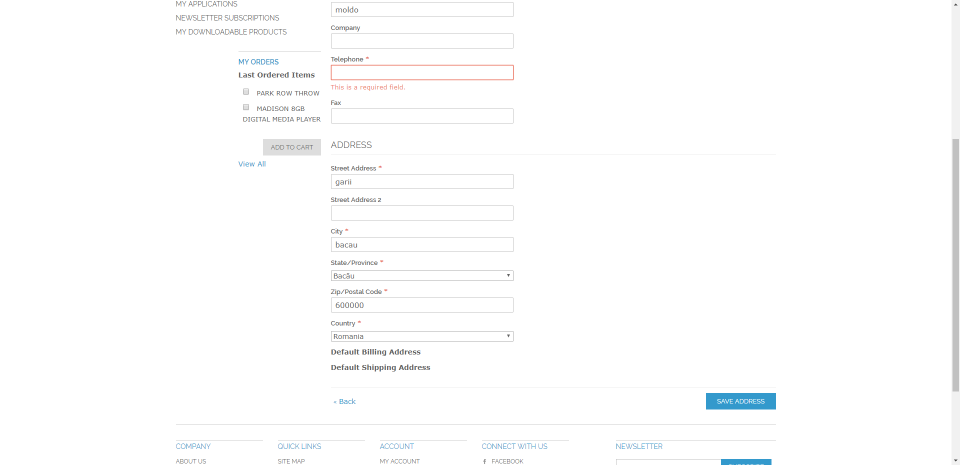 MY APPLICATIONS
NEWSLETTER SUBSCRIPTIONS
MY DOWNLOADABLE PRODUCTS
MY ORDERS
Last Ordered Items
PARK ROW THROW
MADISON 8GB
DIGITAL MEDIA PLAYER
ADD TO CART
View All
moldo
Company
Telephone *
This is a required field.
Fax
ADDRESS
Street Address *
garii
Street Address 2
City *
bacau
State/Province *
Bacău
Zip/Postal Code *
600000
Country *
Romania
Default Billing Address
Default Shipping Address
« Back
SAVE ADDRESS
COMPANY
ABOUT US
QUICK LINKS
SITE MAP
ACCOUNT
MY ACCOUNT
CONNECT WITH US
FACEBOOK
NEWSLETTER